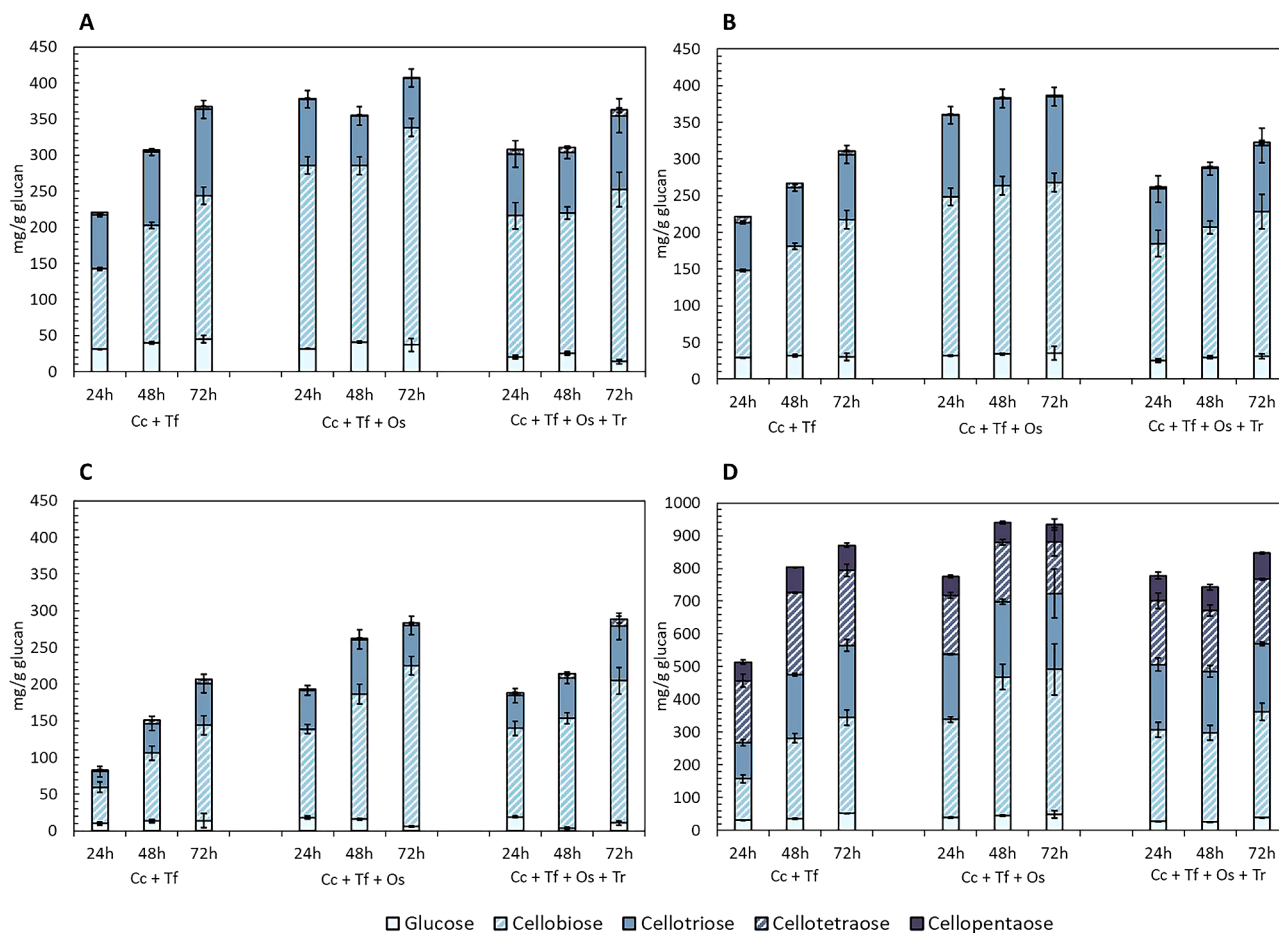 A
450
400
350
300
250
200
150
100
50
0
mg/g glucan
24h 48h 72h 24h 48h 72h 24h 48h 72h
Cc + Tf Cc + Tf + Os Cc + Tf + Os + Tr
B
450
400
350
300
250
200
150
100
50
0
mg/g glucan
24h 48h 72h 24h 48h 72h 24h 48h 72h
Cc + Tf Cc + Tf + Os Cc + Tf + Os + Tr
C
450
400
350
300
250
200
150
100
50
0
mg/g glucan
24h 48h 72h 24h 48h 72h 24h 48h 72h
Cc + Tf Cc + Tf + Os Cc + Tf + Os + Tr
D
1000
900
800
700
600
500
400
300
200
100
0
mg/g glucan
24h 48h 72h 24h 48h 72h 24h 48h 72h
Cc + Tf Cc + Tf + Os Cc + Tf + Os + Tr
Glucose Cellobiose Cellotriose Cellotetraose Cellopentaose